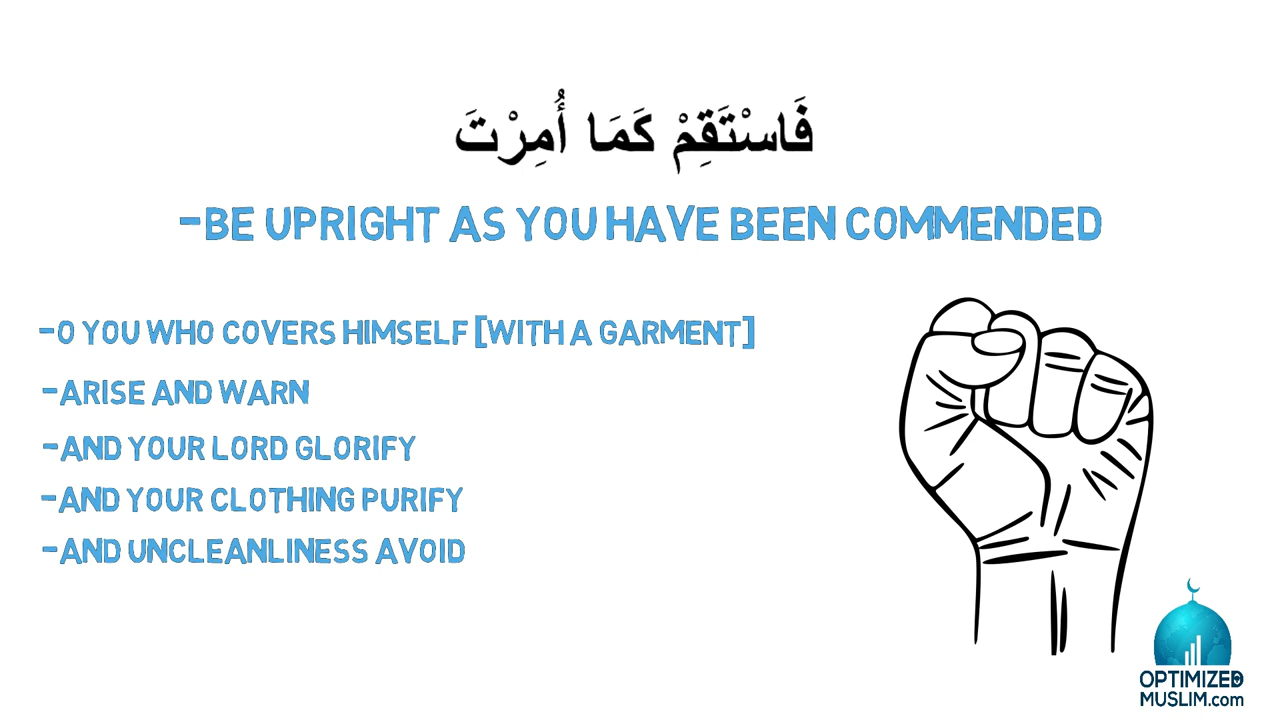 فَاسْتَقِمْ كَمَا أُمِرْتَ
-BE UPRIGHT AS YOU HAVE BEEN COMMENDED
-O YOU WHO COVERS HIMSELF [WITH A GARMENT]
-ARISE AND WARN
-AND YOUR LORD GLORIFY
-AND YOUR CLOTHING PURIFY
-AND UNCLEANLINESS AVOID
OPTIMIZED
MUSLIM.com